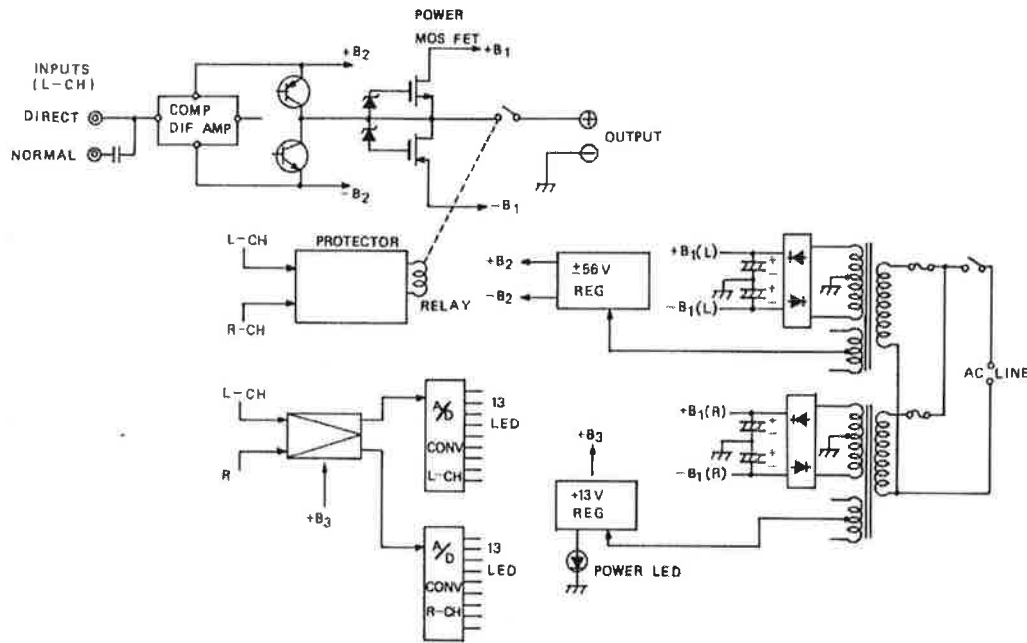 POWER
MOS FET
+B₁
+B₂
INPUTS
(L-CH)
DIRECT
NORMAL
COMP
DIF AMP
-B₂
-B₁
+
-
OUTPUT
L-CH
R-CH
PROTECTOR
RELAY
+B₂
-B₂
±56V
REG
+B₁(L)
-B₁(L)
+
-
+
-
AC LINE
L-CH
R
+B₃
A/D
CONV
L-CH
13
LED
A/D
CONV
R-CH
13
LED
+B₃
+13V
REG
POWER LED
+B₁(R)
-B₁(R)
+
-
+
-